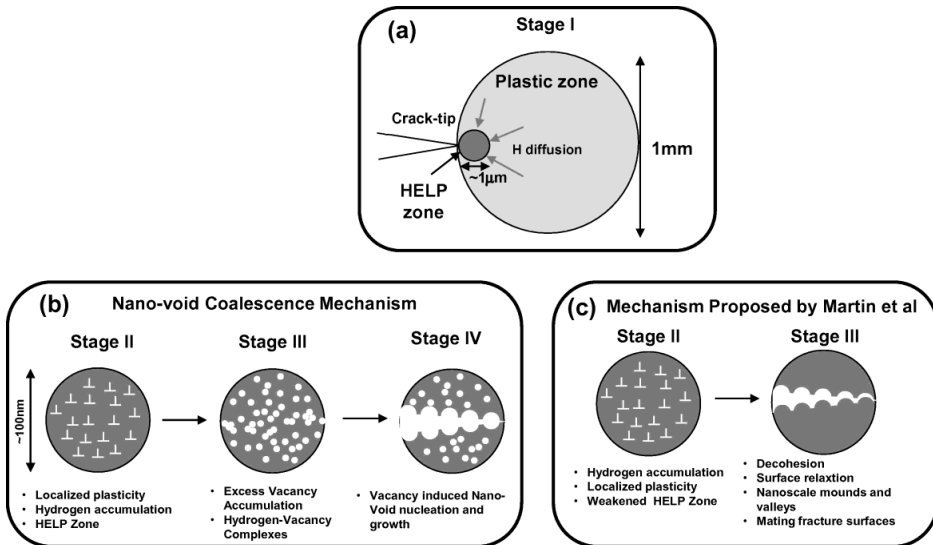 (a)
Stage I
Plastic zone
Crack-tip
H diffusion
1mm
~1μm
HELP
zone
(b)
Nano-void Coalescence Mechanism
Stage II
Stage III
Stage IV
~100nm
• Localized plasticity
• Hydrogen accumulation
• HELP Zone
• Excess Vacancy
Accumulation
• Hydrogen-Vacancy
Complexes
• Vacancy induced Nano-
Void nucleation and
growth
(c)
Mechanism Proposed by Martin et al
Stage II
Stage III
• Hydrogen accumulation
• Localized plasticity
• Weakened HELP Zone
• Decohesion
• Surface relaxtion
• Nanoscale mounds and
valleys
• Mating fracture surfaces